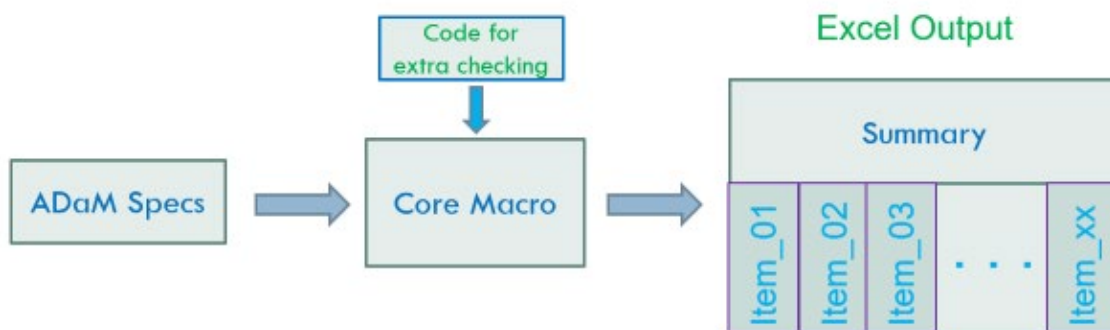 Code for
extra checking
Excel Output
ADaM Specs
Core Macro
Summary
Item_01
Item_02
Item_03
. . .
Item_xx